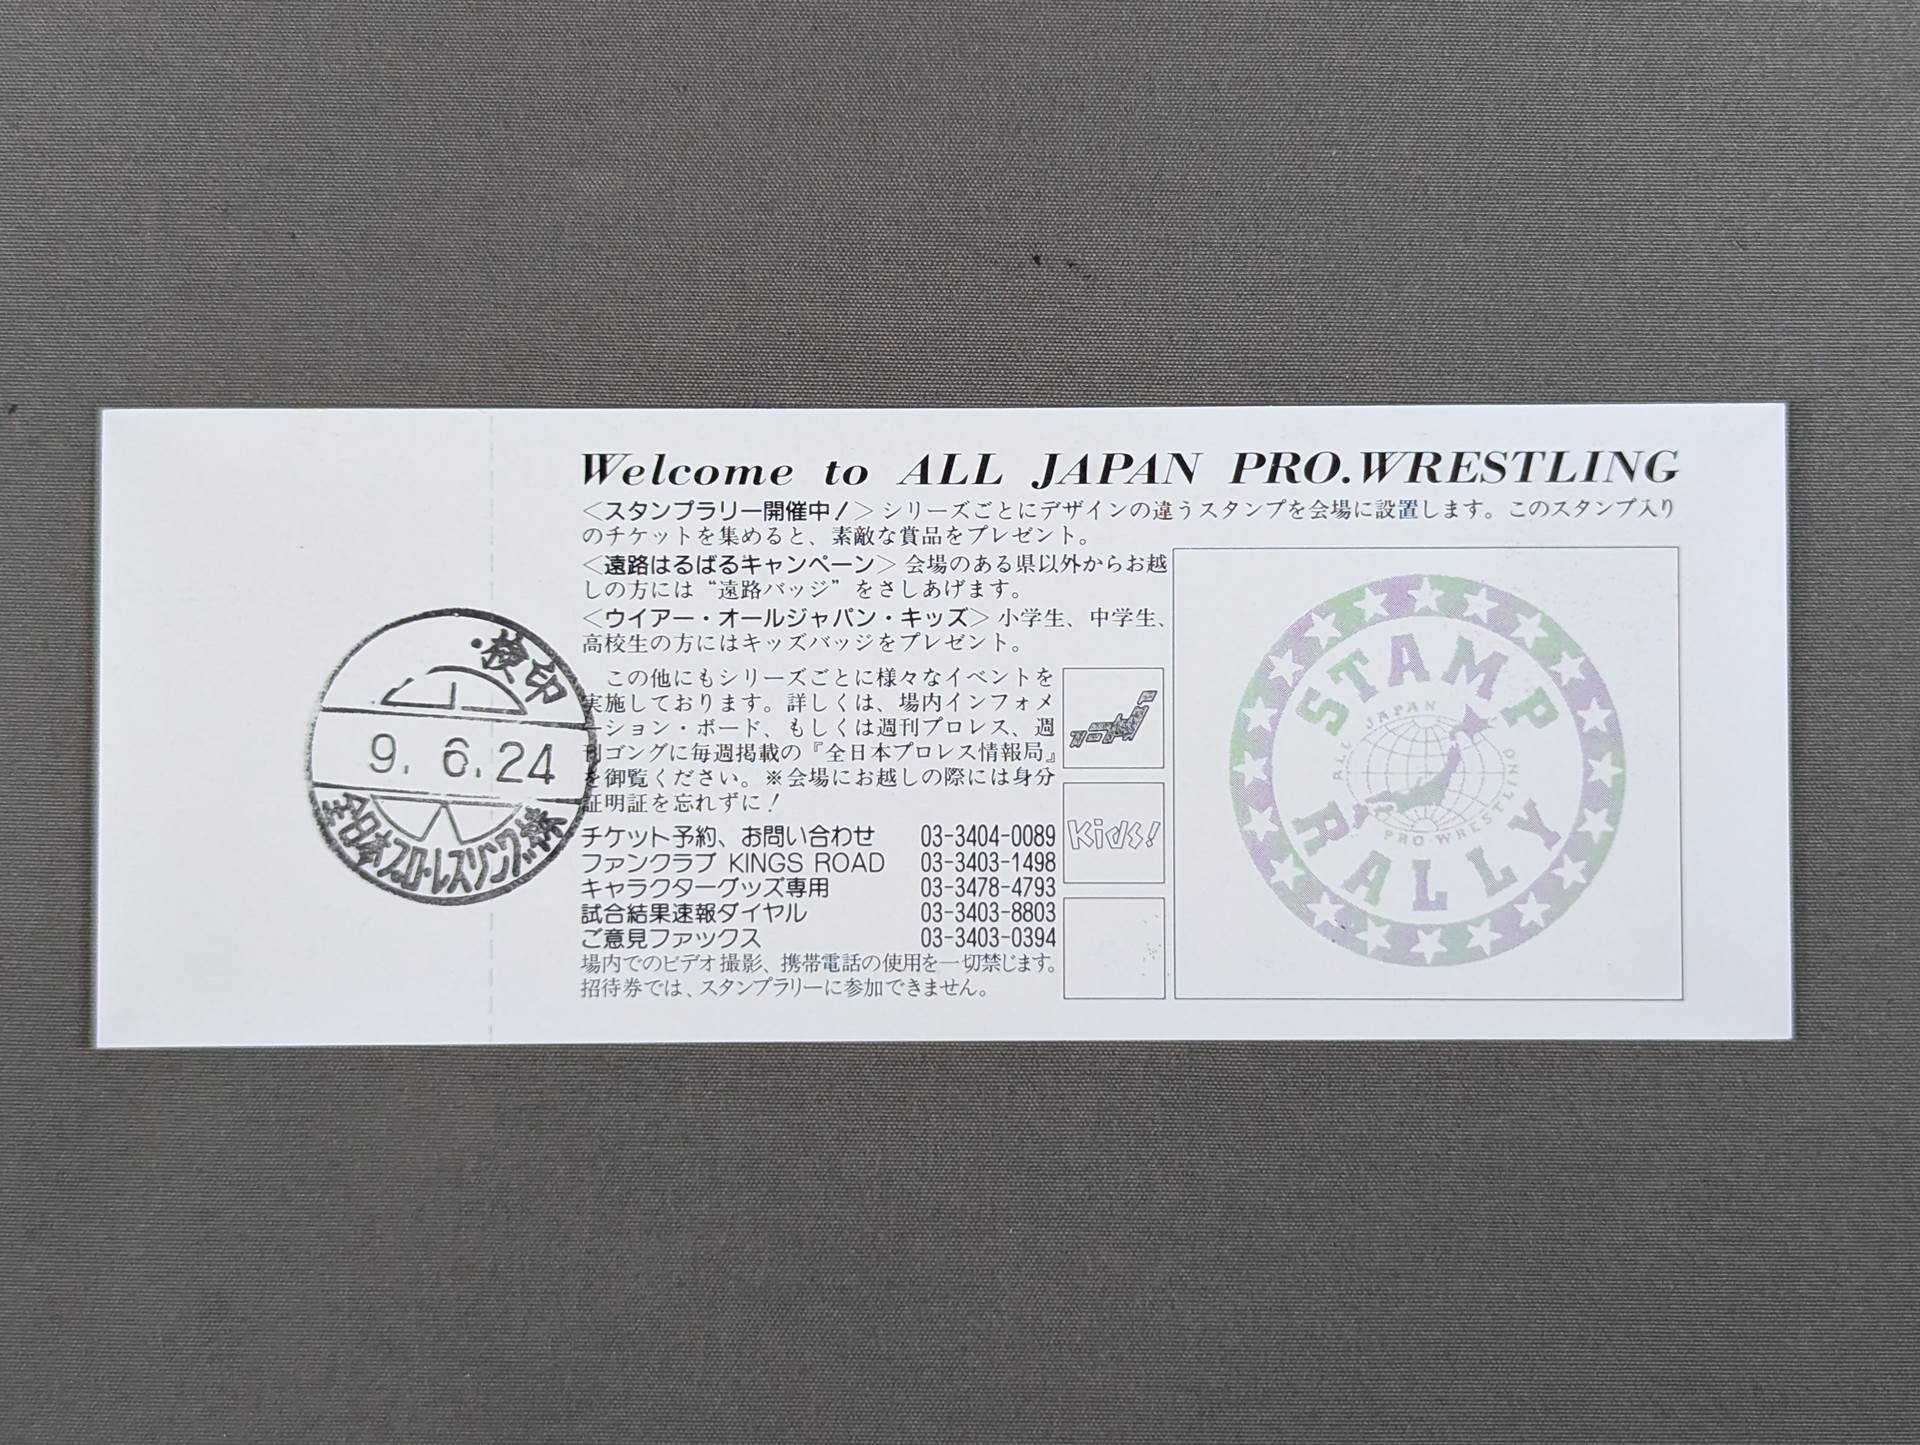 Welcome to ALL JAPAN PRO.WRESTLING
＜スタンプラリー開催中！＞シリーズごとにデザインの違うスタンプを会場に設置します。このスタンプ入り
のチケットを集めると、素敵な賞品をプレゼント。
＜遠路はるばるキャンペーン＞会場のある県以外からお越
しの方には“遠路バッジ”をさしあげます。
＜ウイアー・オールジャパン・キッズ＞小学生、中学生、
高校生の方にはキッズバッジをプレゼント。
この他にもシリーズごとに様々なイベントを
実施しております。詳しくは、場内インフォメ
ーション・ボード、もしくは週刊プロレス、週
刊ゴングに毎週掲載の『全日本プロレス情報局』
を御覧ください。※会場にお越しの際には身分
証明証を忘れずに！
チケット予約、お問い合わせ 03-3404-0089
ファンクラブ KINGS ROAD 03-3403-1498
キャラクターグッズ専用 03-3478-4793
試合結果速報ダイヤル 03-3403-8803
ご意見ファックス 03-3403-0394
場内でのビデオ撮影、携帯電話の使用を一切禁じます。
招待券では、スタンプラリーに参加できません。
Kids!
STAMP RALLY
ALL JAPAN PRO-WRESTLING
・検印
9. 6.24
全日本プロ・レスリング㈱